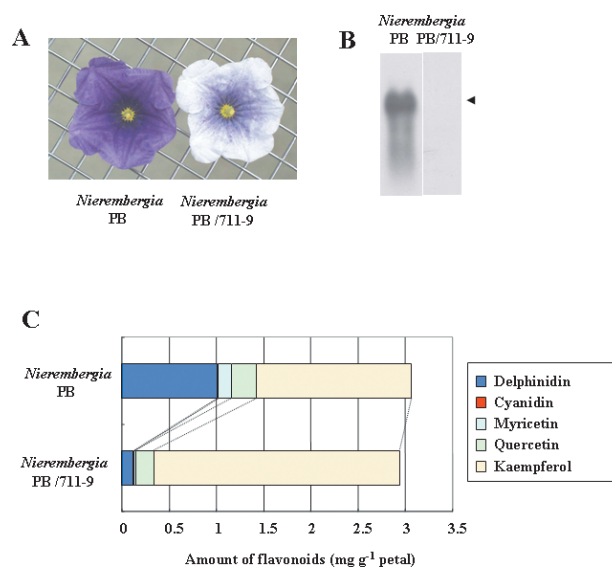 A
B
Nierembergia
PB PB/711-9
Nierembergia
PB
Nierembergia
PB /711-9
C
Nierembergia
PB
Nierembergia
PB /711-9
0 0.5 1 1.5 2 2.5 3 3.5
Amount of flavonoids (mg g-1 petal)
Delphinidin
Cyanidin
Myricetin
Quercetin
Kaempferol